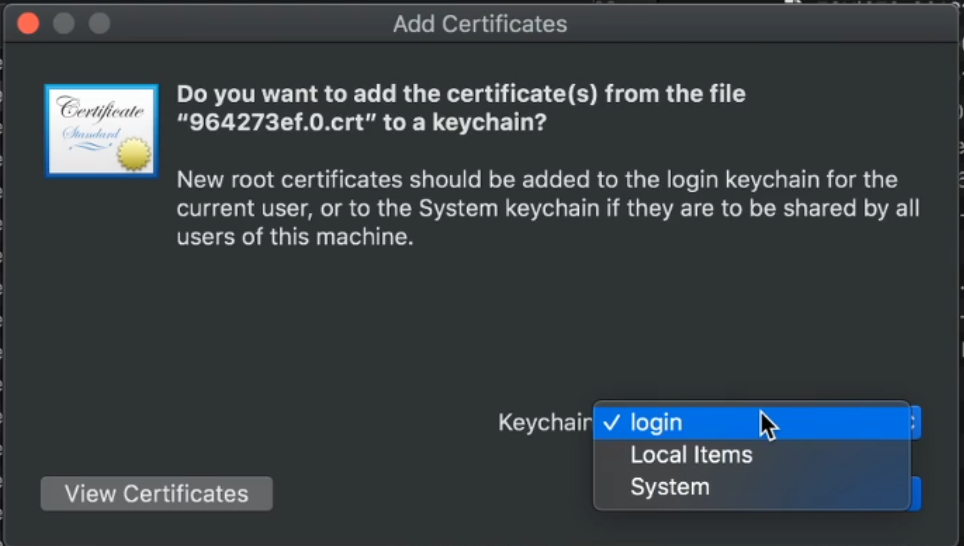 Add Certificates
Certificate
Standard
Do you want to add the certificate(s) from the file
“964273ef.0.crt” to a keychain?
New root certificates should be added to the login keychain for the
current user, or to the System keychain if they are to be shared by all
users of this machine.
Keychain
✓ login
Local Items
System
View Certificates